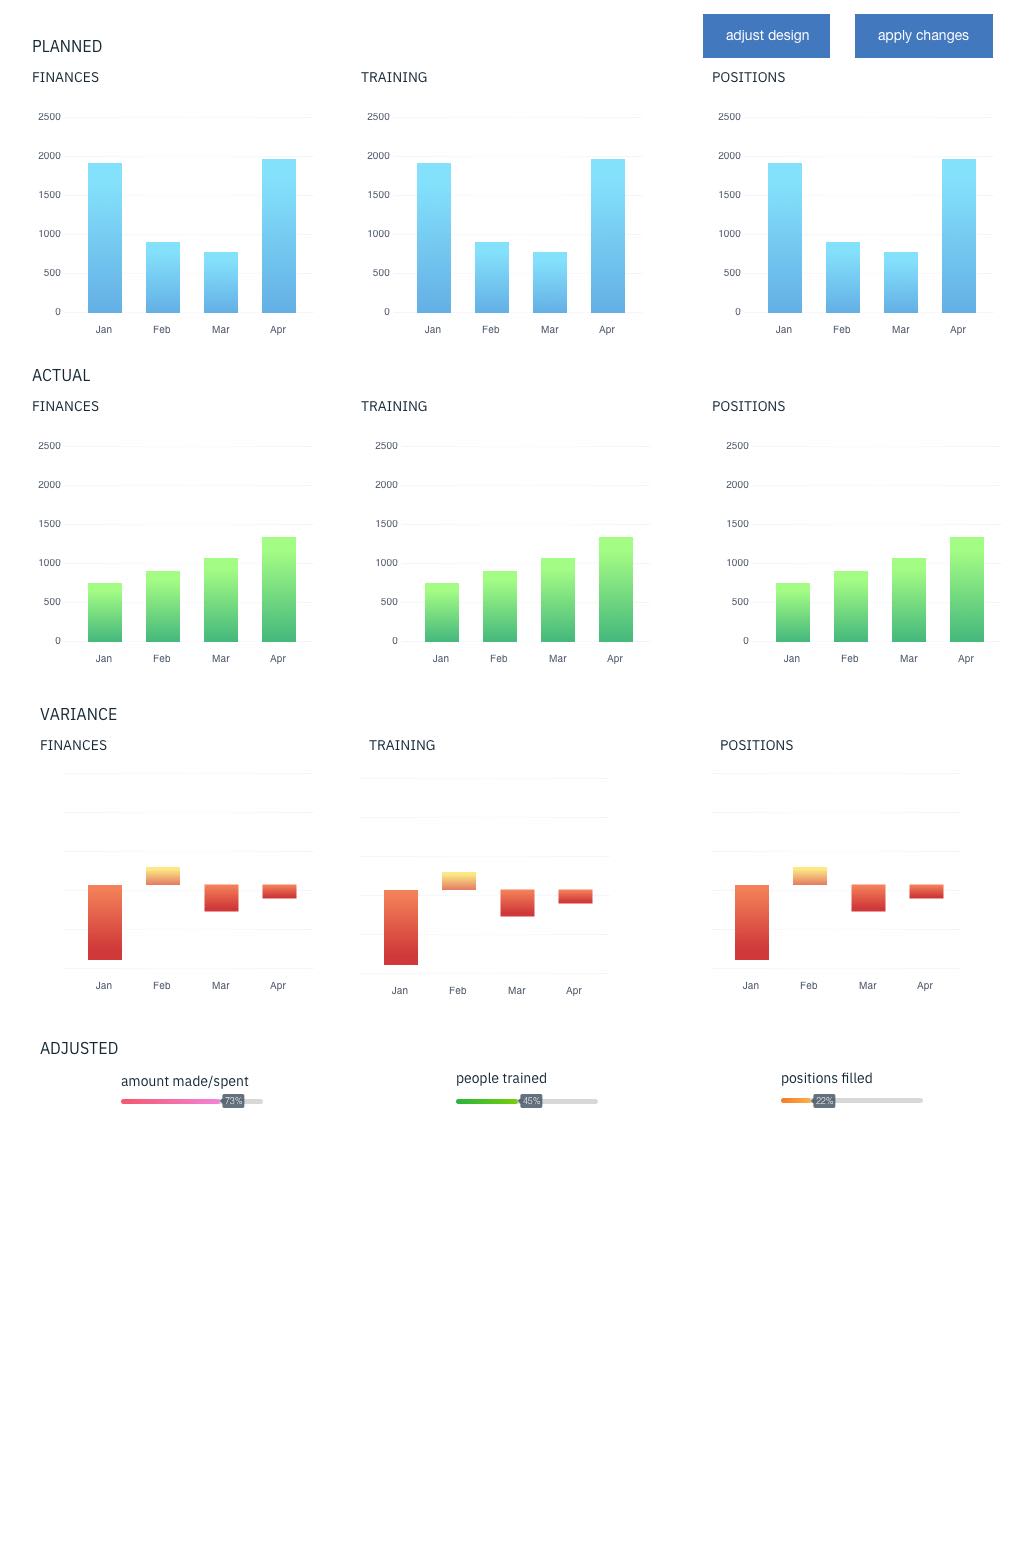 adjust design
apply changes
PLANNED
FINANCES
2500
2000
1500
1000
500
0
Jan Feb Mar Apr
TRAINING
2500
2000
1500
1000
500
0
Jan Feb Mar Apr
POSITIONS
2500
2000
1500
1000
500
0
Jan Feb Mar Apr
ACTUAL
FINANCES
2500
2000
1500
1000
500
0
Jan Feb Mar Apr
TRAINING
2500
2000
1500
1000
500
0
Jan Feb Mar Apr
POSITIONS
2500
2000
1500
1000
500
0
Jan Feb Mar Apr
VARIANCE
FINANCES
Jan Feb Mar Apr
TRAINING
Jan Feb Mar Apr
POSITIONS
Jan Feb Mar Apr
ADJUSTED
amount made/spent
73%
people trained
45%
positions filled
22%